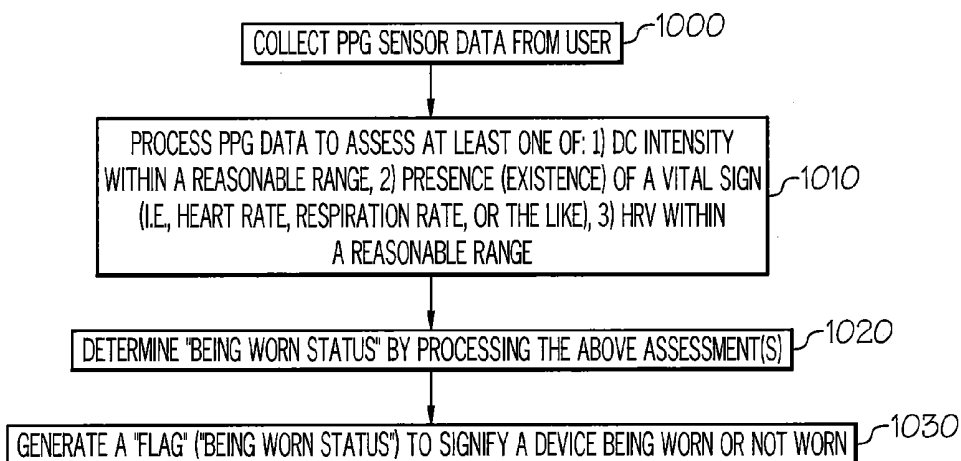 COLLECT PPG SENSOR DATA FROM USER
1000
PROCESS PPG DATA TO ASSESS AT LEAST ONE OF: 1) DC INTENSITY
WITHIN A REASONABLE RANGE, 2) PRESENCE (EXISTENCE) OF A VITAL SIGN
(I.E., HEART RATE, RESPIRATION RATE, OR THE LIKE), 3) HRV WITHIN
A REASONABLE RANGE
1010
DETERMINE "BEING WORN STATUS" BY PROCESSING THE ABOVE ASSESSMENT(S)
1020
GENERATE A "FLAG" ("BEING WORN STATUS") TO SIGNIFY A DEVICE BEING WORN OR NOT WORN
1030